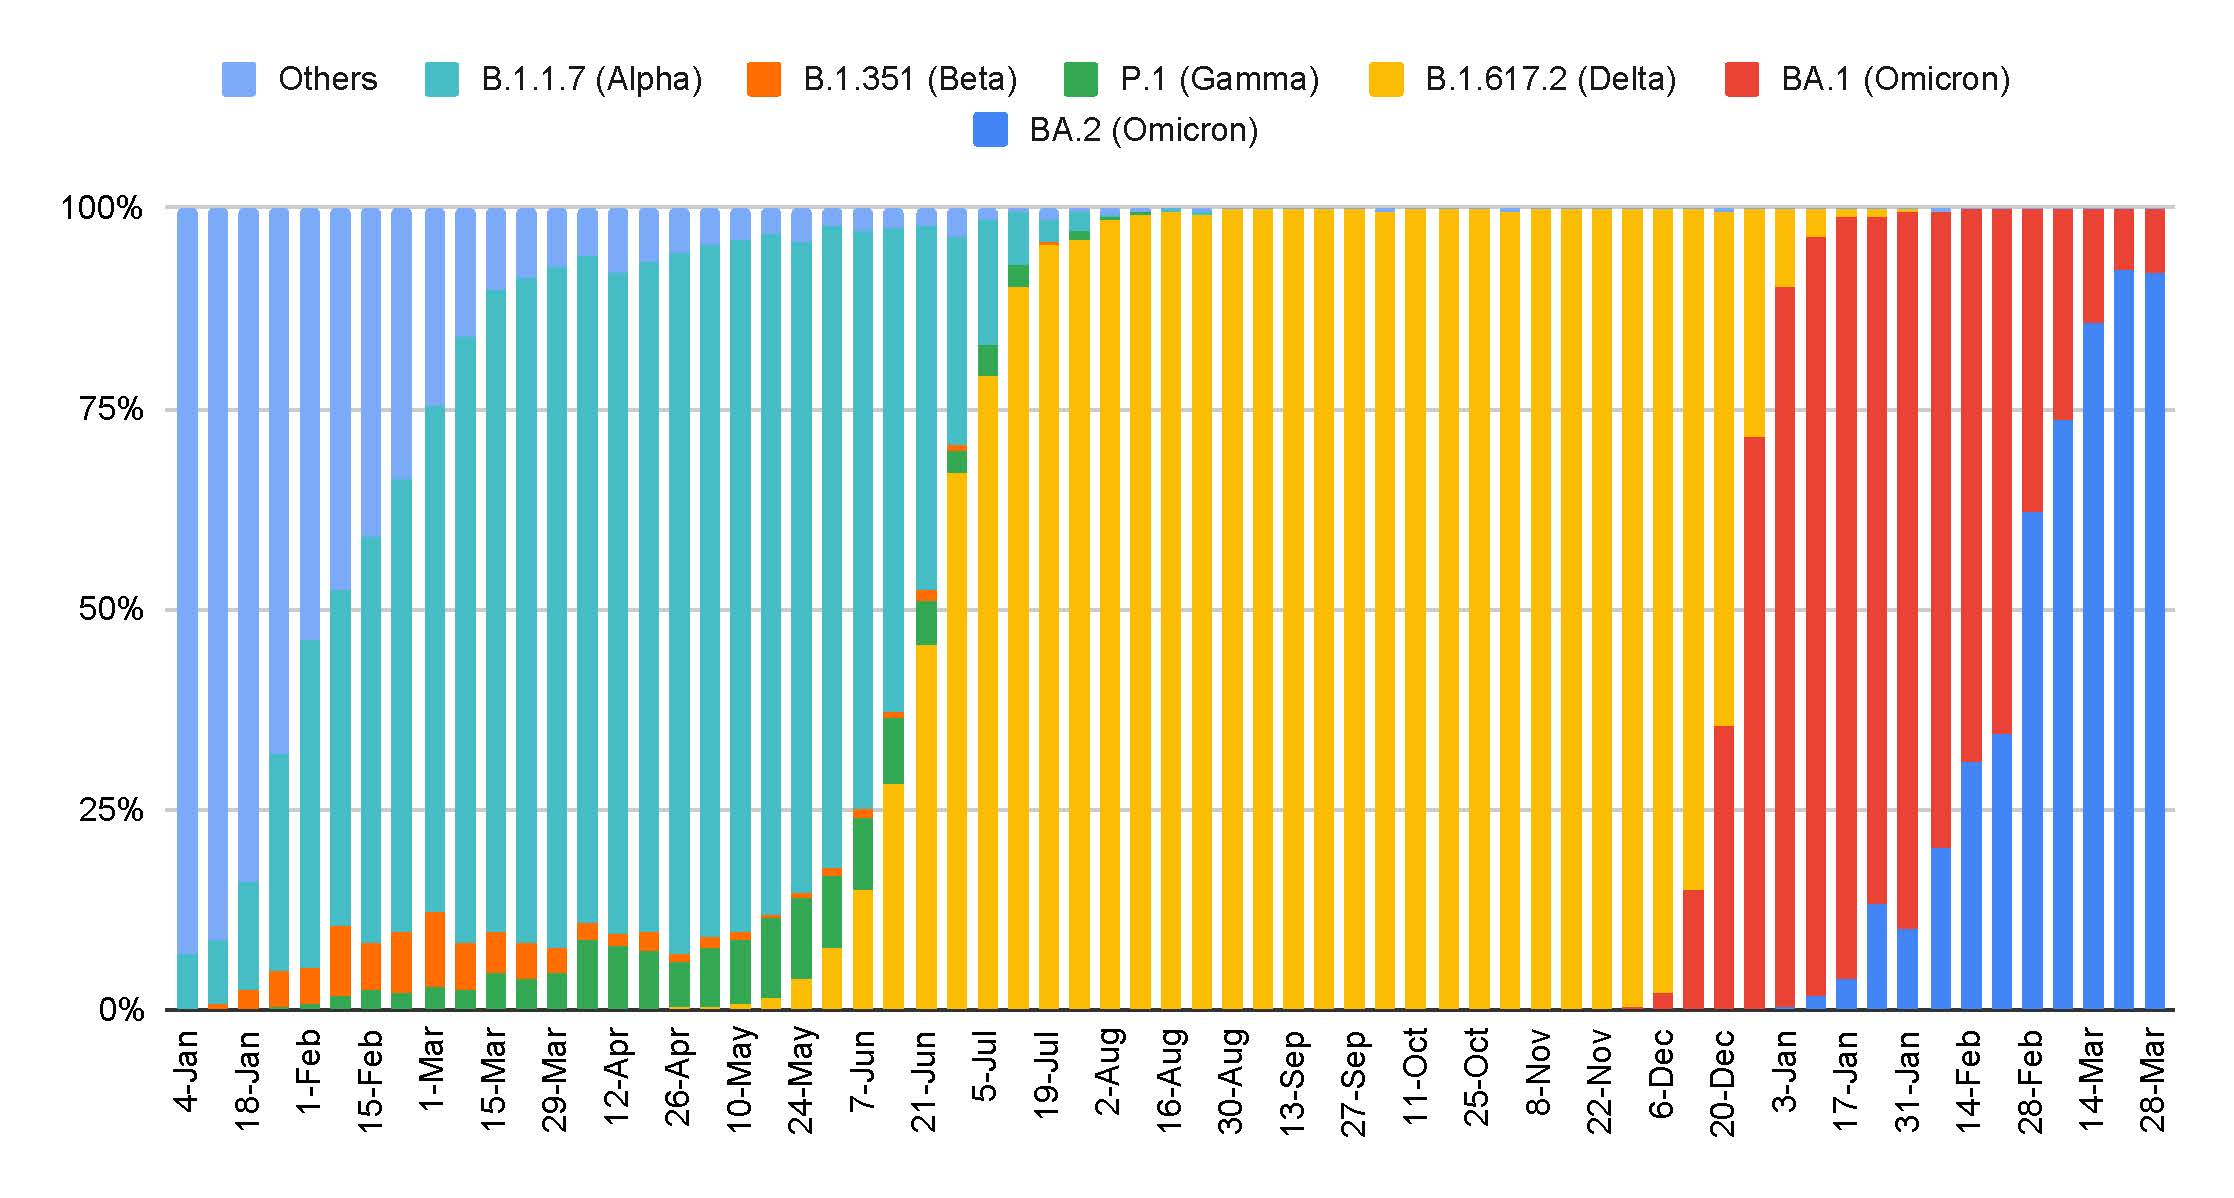 Others B.1.1.7 (Alpha) B.1.351 (Beta) P.1 (Gamma) B.1.617.2 (Delta) BA.1 (Omicron)
BA.2 (Omicron)
100%
75%
50%
25%
0%
4-Jan
18-Jan
1-Feb
15-Feb
1-Mar
15-Mar
29-Mar
12-Apr
26-Apr
10-May
24-May
7-Jun
21-Jun
5-Jul
19-Jul
2-Aug
16-Aug
30-Aug
13-Sep
27-Sep
11-Oct
25-Oct
8-Nov
22-Nov
6-Dec
20-Dec
3-Jan
17-Jan
31-Jan
14-Feb
28-Feb
14-Mar
28-Mar